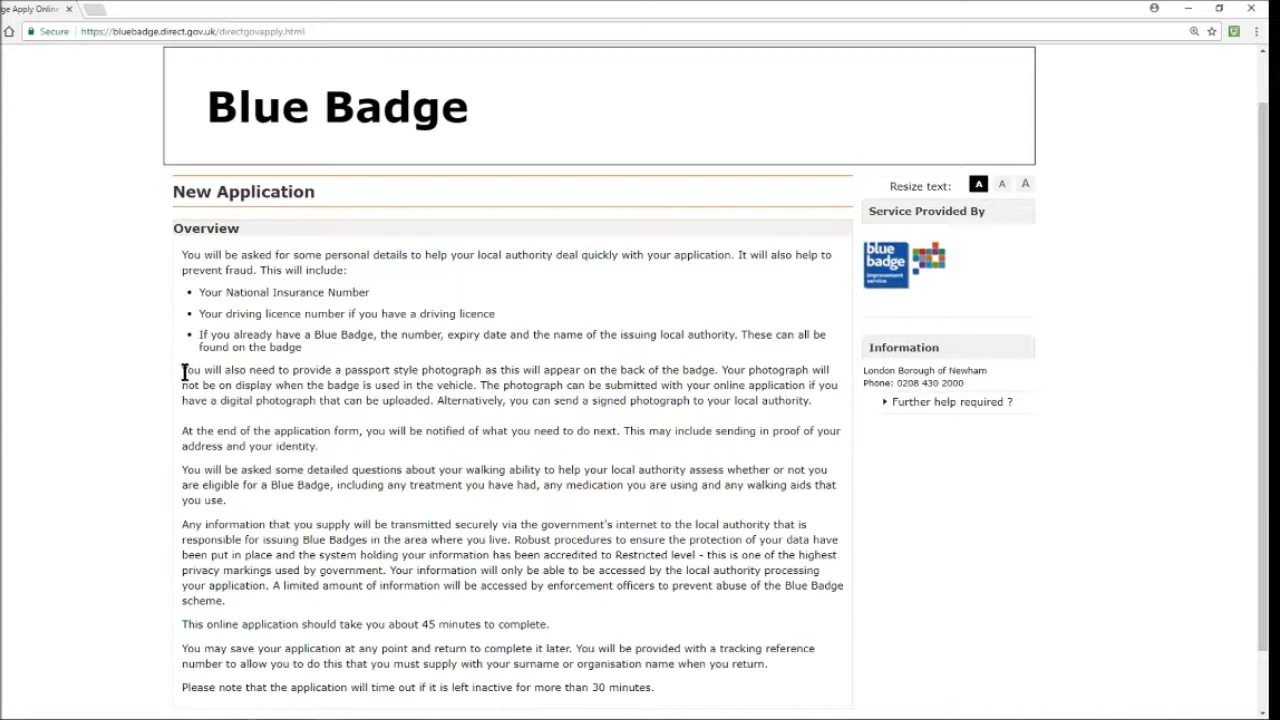 ge Apply Online
Secure https://bluebadge.direct.gov.uk/directgovapply.html
Blue Badge
New Application
Resize text: A A A
Service Provided By
Overview
blue
badge
improvement
service
You will be asked for some personal details to help your local authority deal quickly with your application. It will also help to
prevent fraud. This will include:
• Your National Insurance Number
• Your driving licence number if you have a driving licence
• If you already have a Blue Badge, the number, expiry date and the name of the issuing local authority. These can all be
found on the badge
Information
London Borough of Newham
Phone: 0208 430 2000
Further help required ?
You will also need to provide a passport style photograph as this will appear on the back of the badge. Your photograph will
not be on display when the badge is used in the vehicle. The photograph can be submitted with your online application if you
have a digital photograph that can be uploaded. Alternatively, you can send a signed photograph to your local authority.
At the end of the application form, you will be notified of what you need to do next. This may include sending in proof of your
address and your identity.
You will be asked some detailed questions about your walking ability to help your local authority assess whether or not you
are eligible for a Blue Badge, including any treatment you have had, any medication you are using and any walking aids that
you use.
Any information that you supply will be transmitted securely via the government's internet to the local authority that is
responsible for issuing Blue Badges in the area where you live. Robust procedures to ensure the protection of your data have
been put in place and the system holding your information has been accredited to Restricted level - this is one of the highest
privacy markings used by government. Your information will only be able to be accessed by the local authority processing
your application. A limited amount of information will be accessed by enforcement officers to prevent abuse of the Blue Badge
scheme.
This online application should take you about 45 minutes to complete.
You may save your application at any point and return to complete it later. You will be provided with a tracking reference
number to allow you to do this that you must supply with your surname or organisation name when you return.
Please note that the application will time out if it is left inactive for more than 30 minutes.